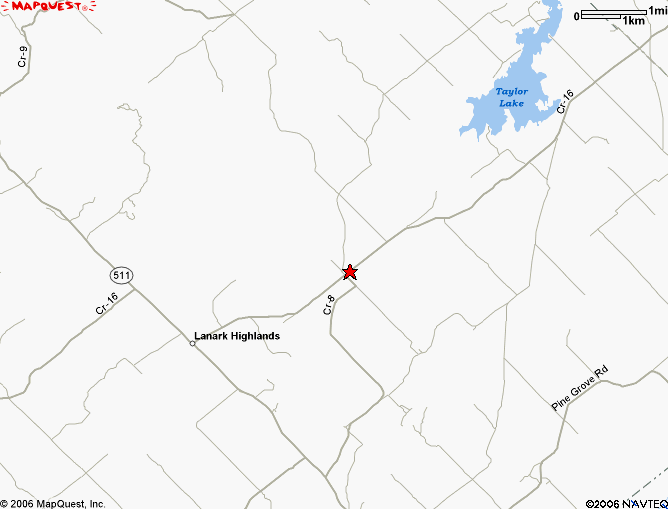 MAPQUEST
0 1mi
1km
Cr-9
Taylor
Lake
Cr-16
511
Cr-16
Cr-8
Lanark Highlands
Pine Grove Rd
© 2006 MapQuest, Inc.
©2006 NAVTEQ